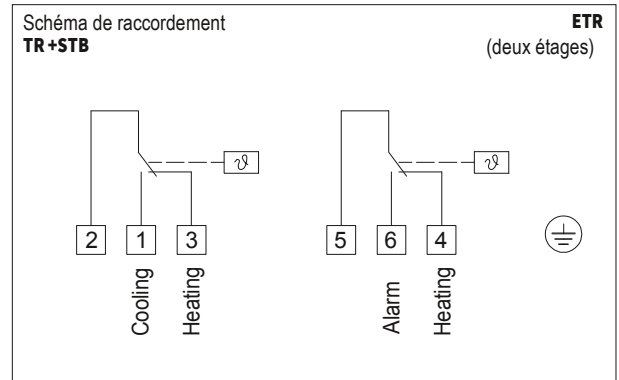 Schéma de raccordement
TR+STB
ETR
(deux étages)
ϑ
ϑ
2 1 3
5 6 4
Cooling
Heating
Alarm
Heating